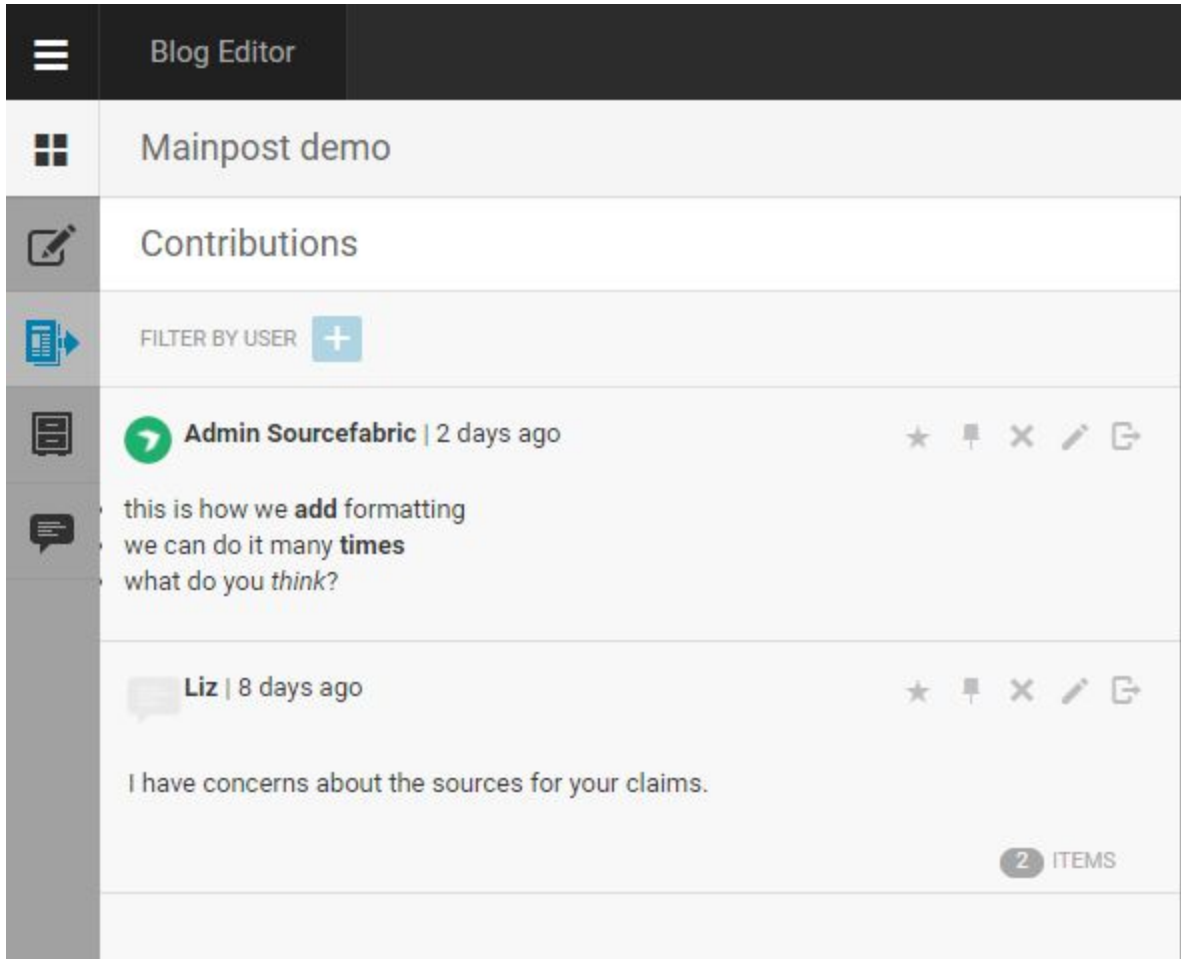 Blog Editor
Mainpost demo
Contributions
FILTER BY USER
Admin Sourcefabric | 2 days ago
this is how we add formatting
we can do it many times
what do you think?
Liz | 8 days ago
I have concerns about the sources for your claims.
2 ITEMS